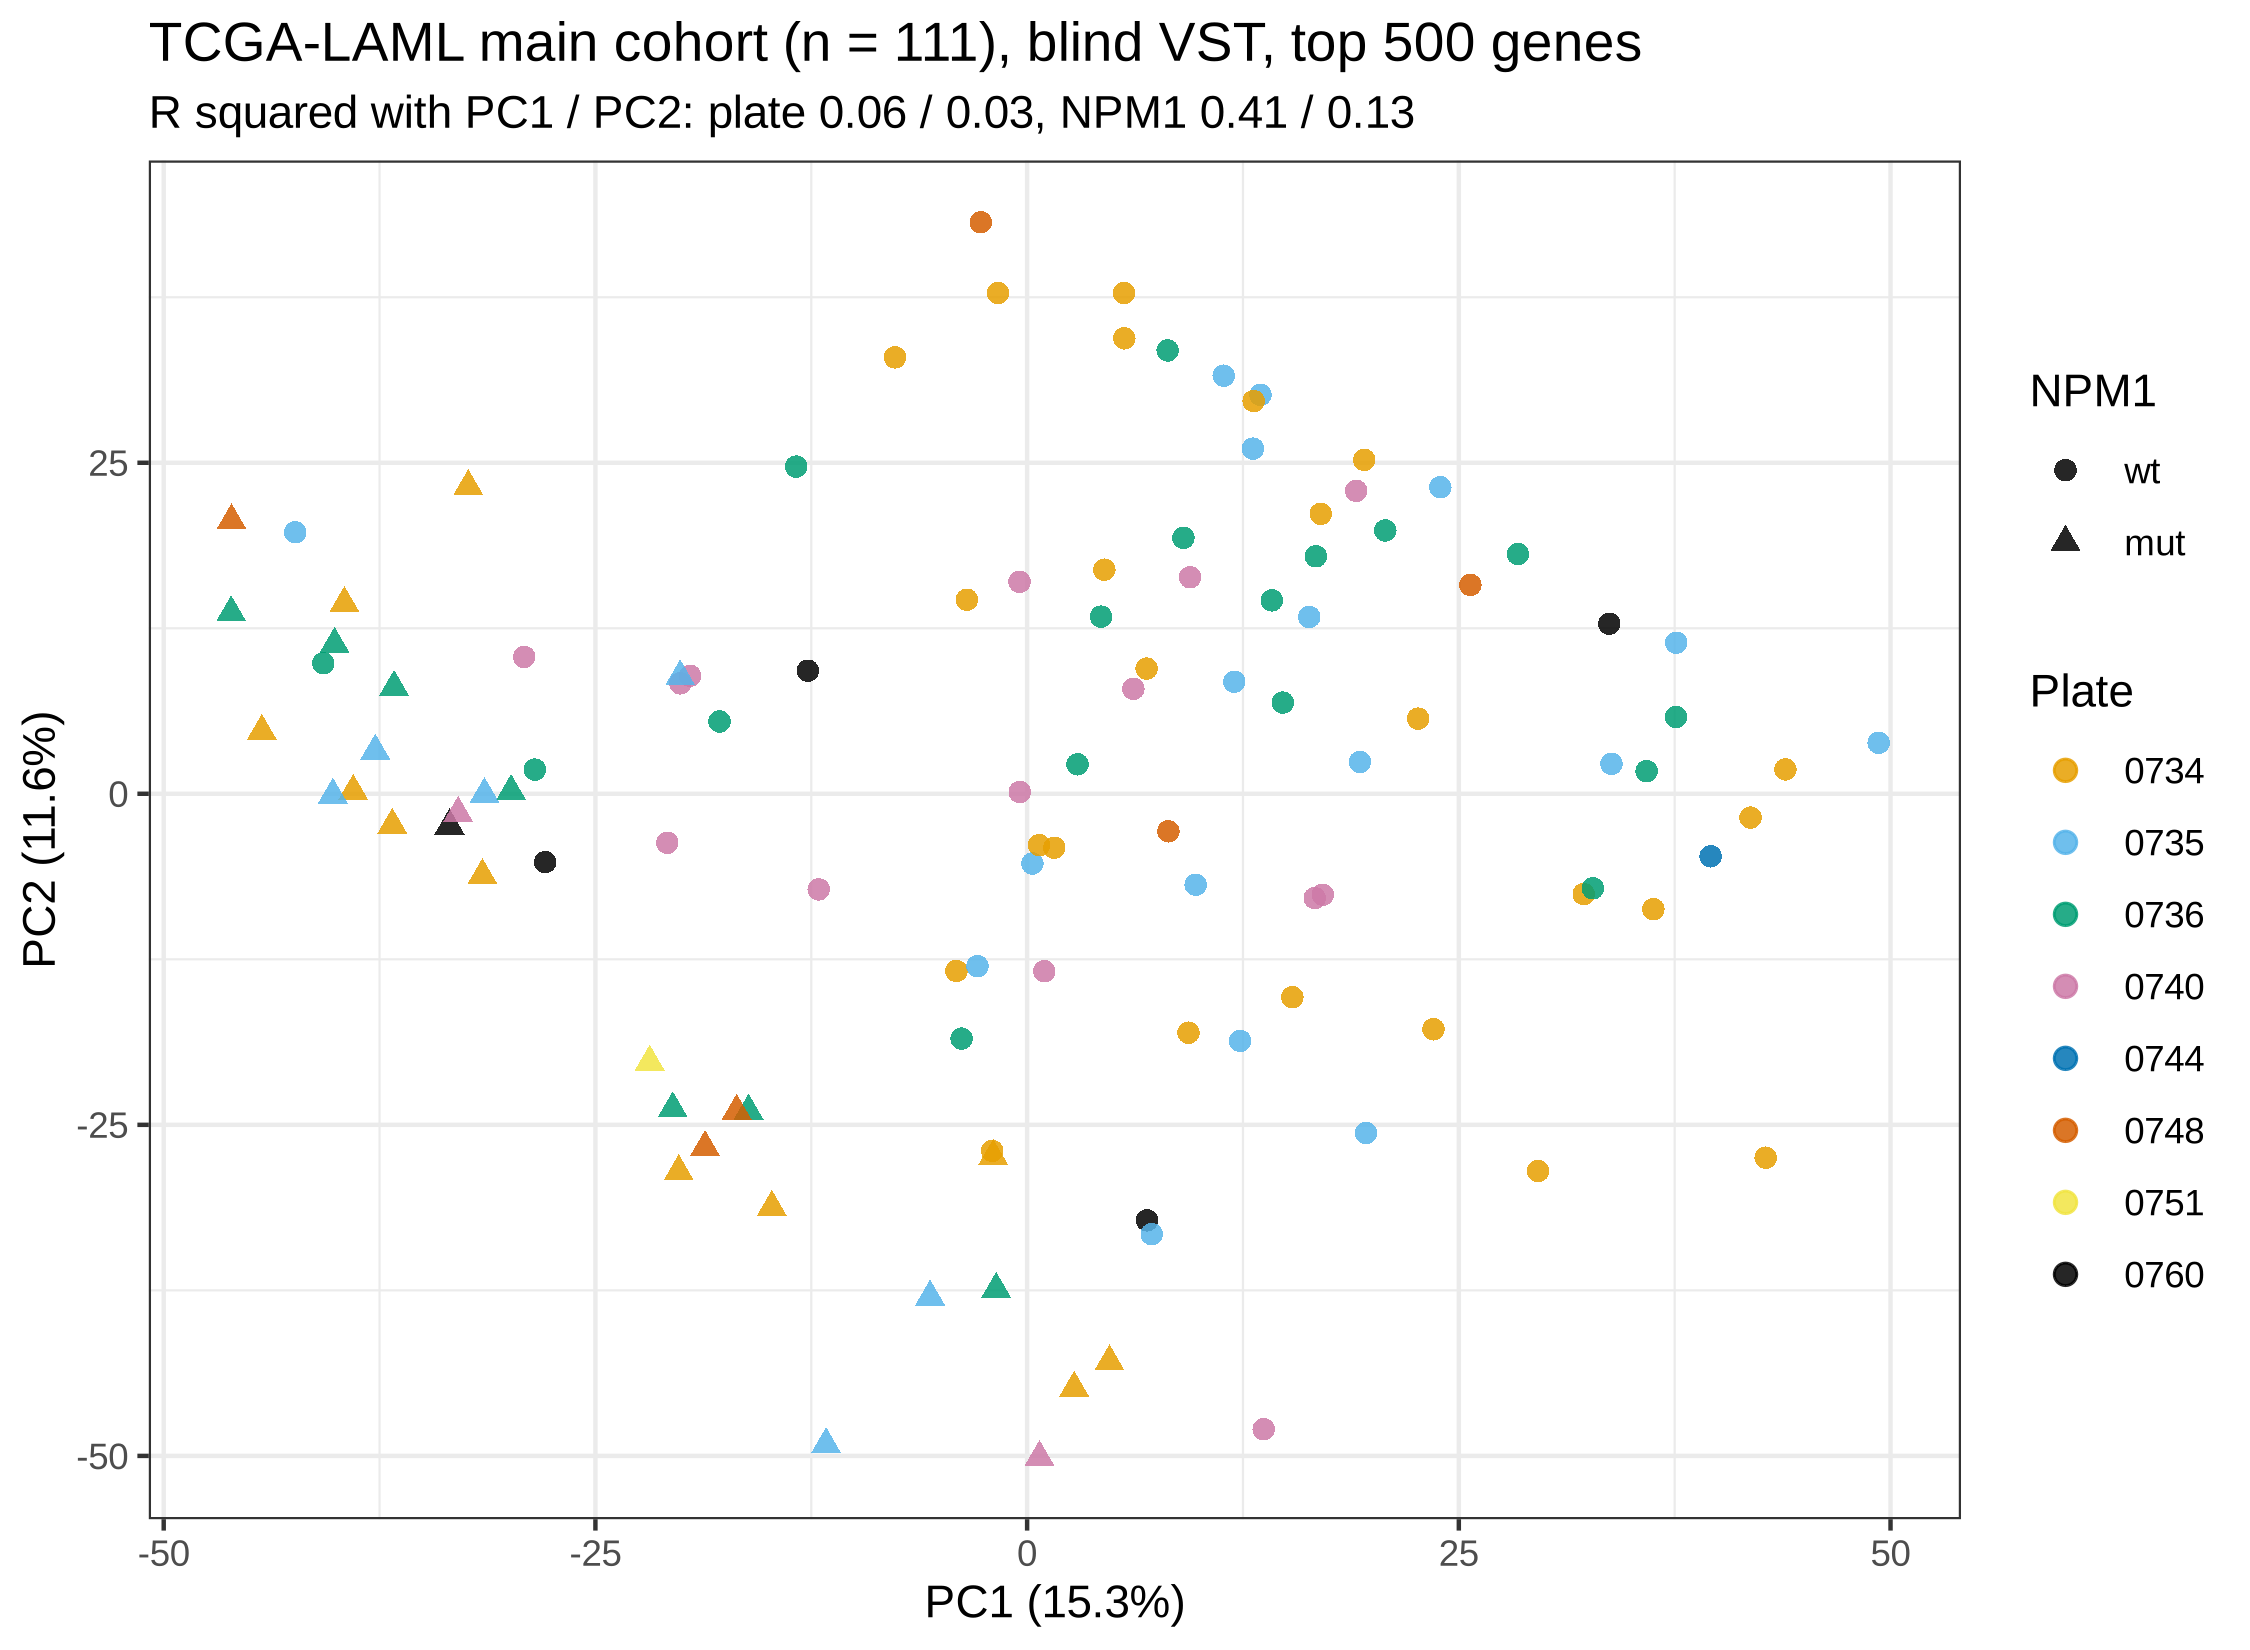 TCGA-LAML main cohort (n = 111), blind VST, top 500 genes
R squared with PC1 / PC2: plate 0.06 / 0.03, NPM1 0.41 / 0.13
PC2 (11.6%)
25
0
-25
-50
-50
-25
0
25
50
PC1 (15.3%)
NPM1
wt
mut
Plate
0734
0735
0736
0740
0744
0748
0751
0760